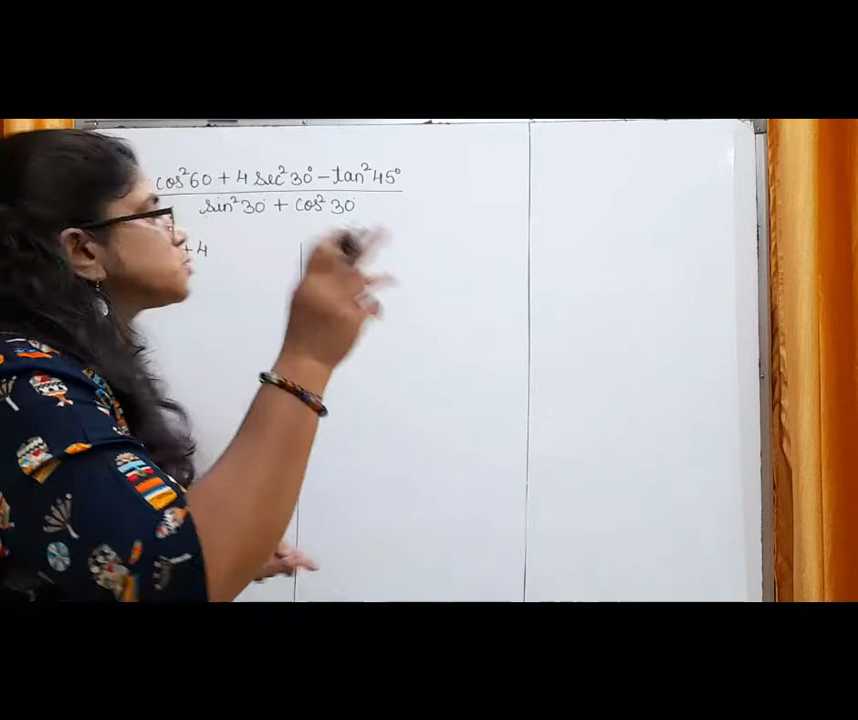 cos²60 + 4 sec²30° - tan²45°
sin²30° + cos²30°
+ 4